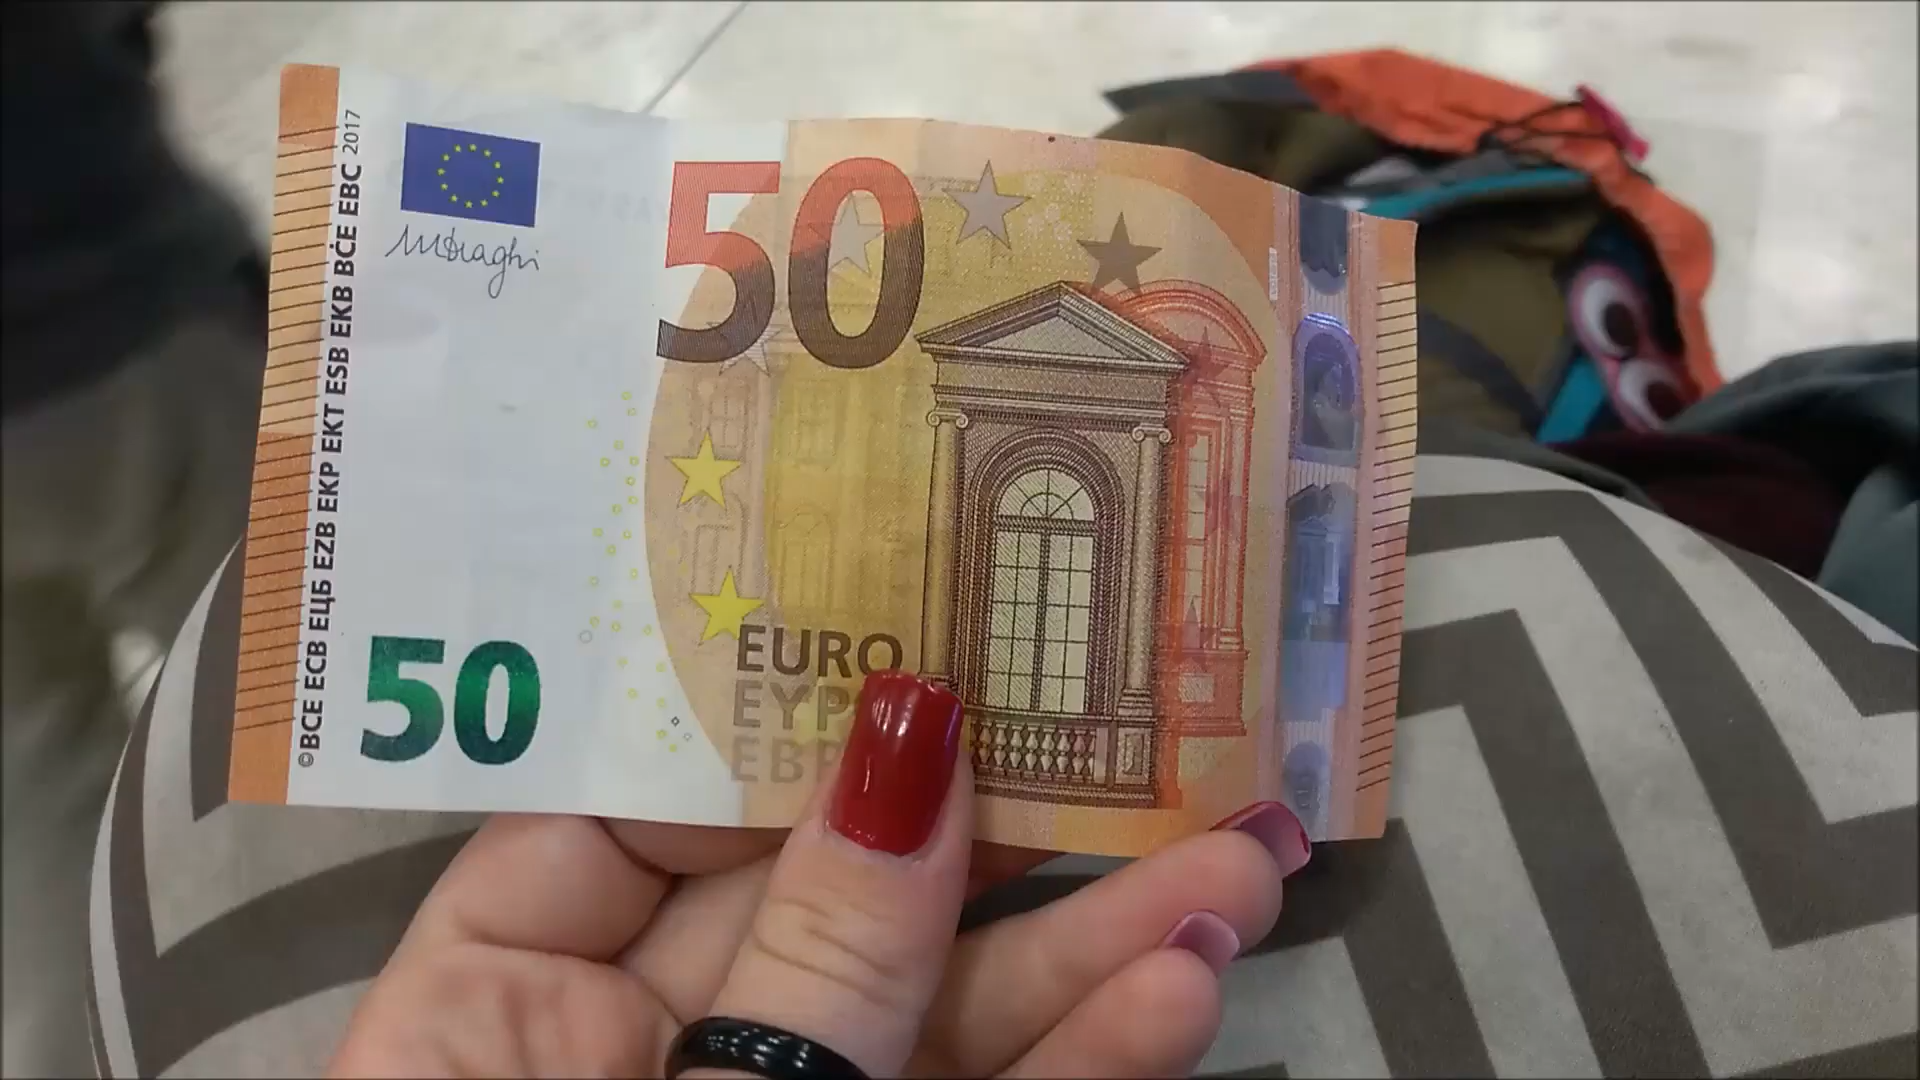 ©BCE ECB ЕЦБ EZB EKP EKT ESB EKB BĊE EBC 2017
MDraghi
50
50
EURO